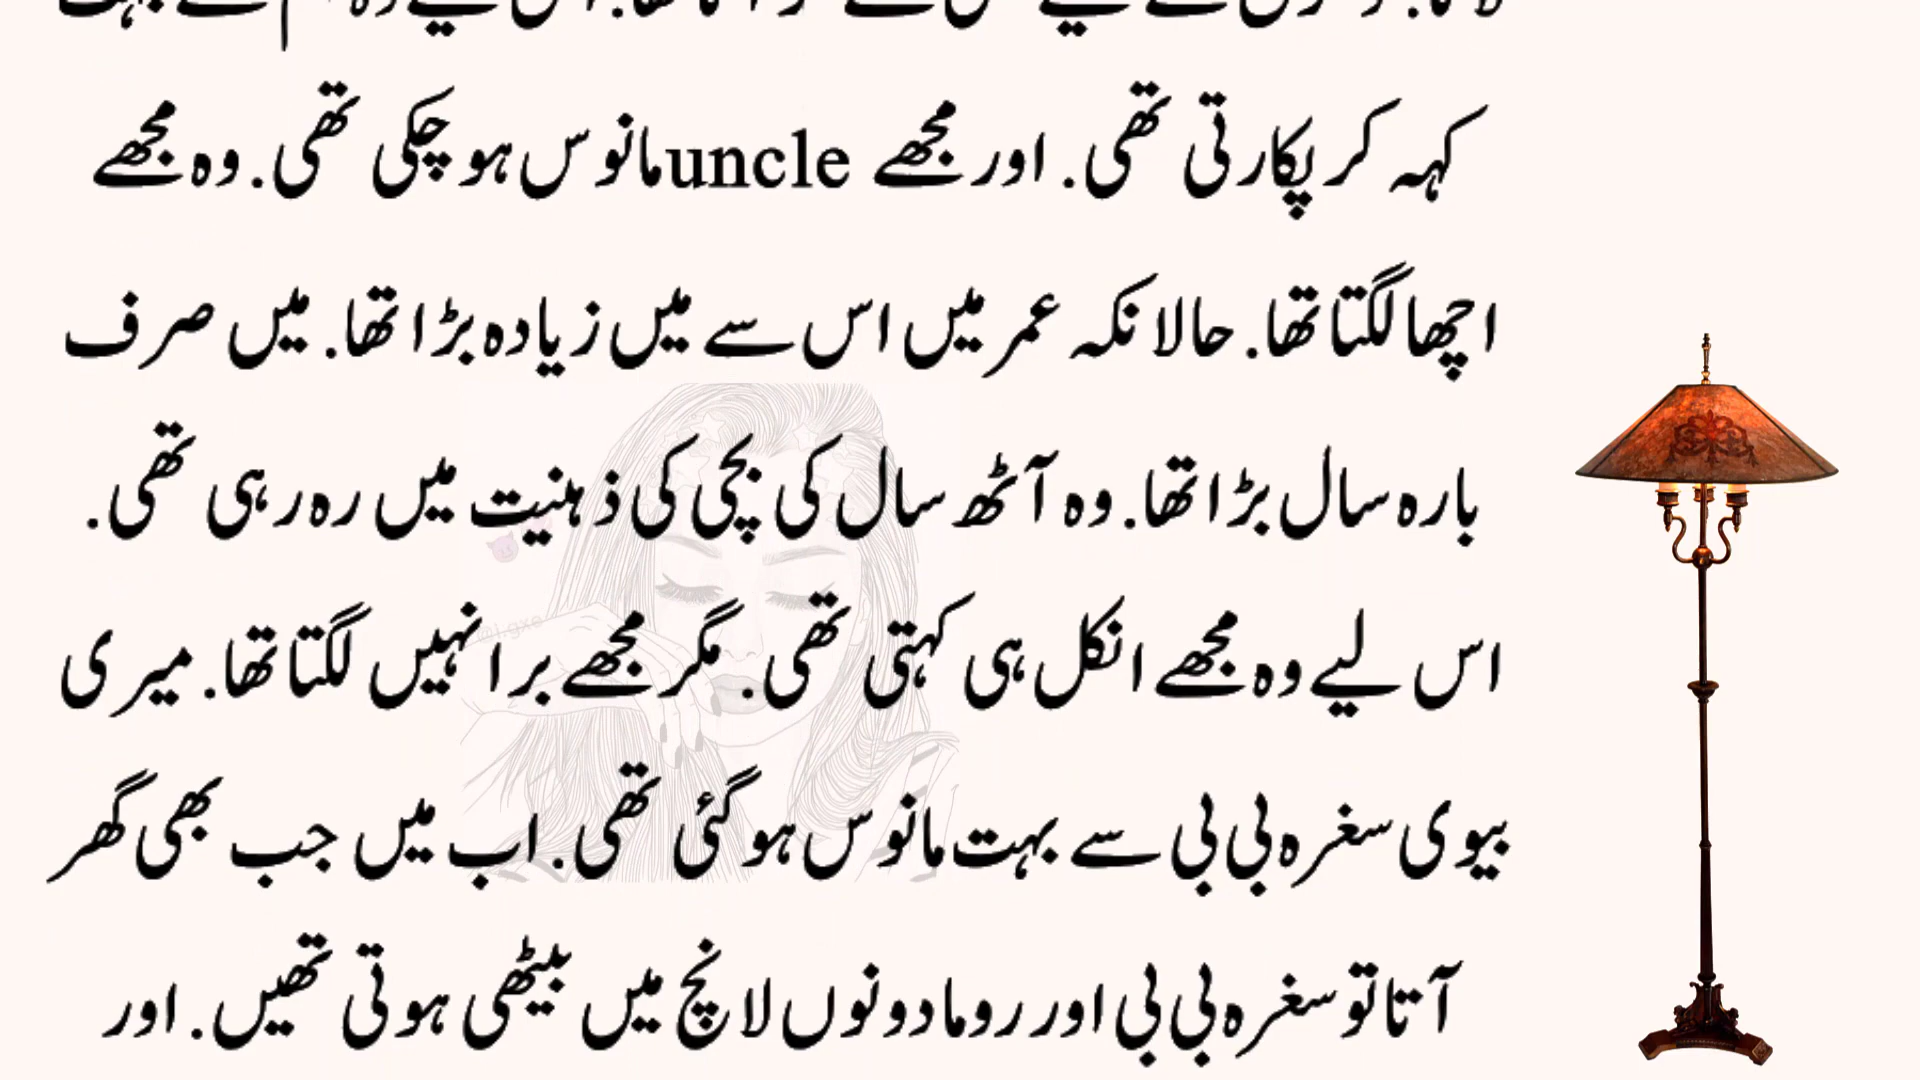 کہہ کر پکارتی تھی. اور مجھے uncleمانوس ہو چکی تھی. وہ مجھے
اچھا لگتا تھا. حالانکہ عمر میں اس سے میں زیادہ بڑا تھا. میں صرف
بارہ سال بڑا تھا. وہ آٹھ سال کی بچی کی ذہنیت میں رہ رہی تھی.
اس لیے وہ مجھے انکل ہی کہتی تھی. مگر مجھے برا نہیں لگتا تھا. میری
بیوی سغرہ بی بی سے بہت مانوس ہو گئی تھی. اب میں جب بھی گھر
آتا تو سغرہ بی بی اور روما دونوں لانچ میں بیٹھی ہوتی تھیں. اور